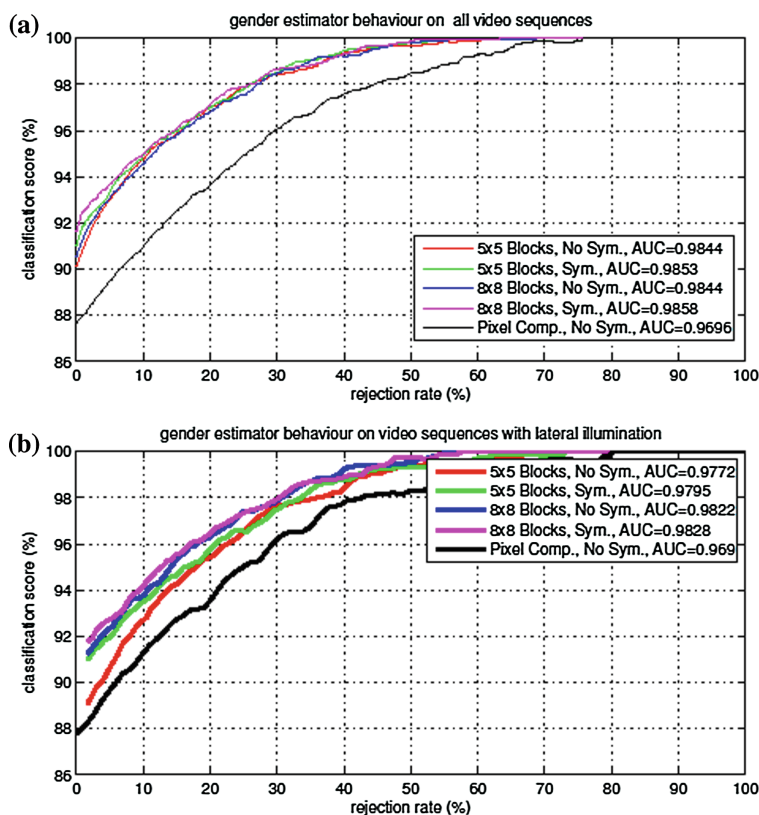 (a)
gender estimator behaviour on all video sequences
classification score (%)
100
98
96
94
92
90
88
86
5x5 Blocks, No Sym., AUC=0.9844
5x5 Blocks, Sym., AUC=0.9853
8x8 Blocks, No Sym., AUC=0.9844
8x8 Blocks, Sym., AUC=0.9858
Pixel Comp., No Sym., AUC=0.9696
0 10 20 30 40 50 60 70 80 90 100
rejection rate (%)
(b)
gender estimator behaviour on video sequences with lateral illumination
classification score (%)
100
98
96
94
92
90
88
86
5x5 Blocks, No Sym., AUC=0.9772
5x5 Blocks, Sym., AUC=0.9795
8x8 Blocks, No Sym., AUC=0.9822
8x8 Blocks, Sym., AUC=0.9828
Pixel Comp., No Sym., AUC=0.969
0 10 20 30 40 50 60 70 80 90 100
rejection rate (%)